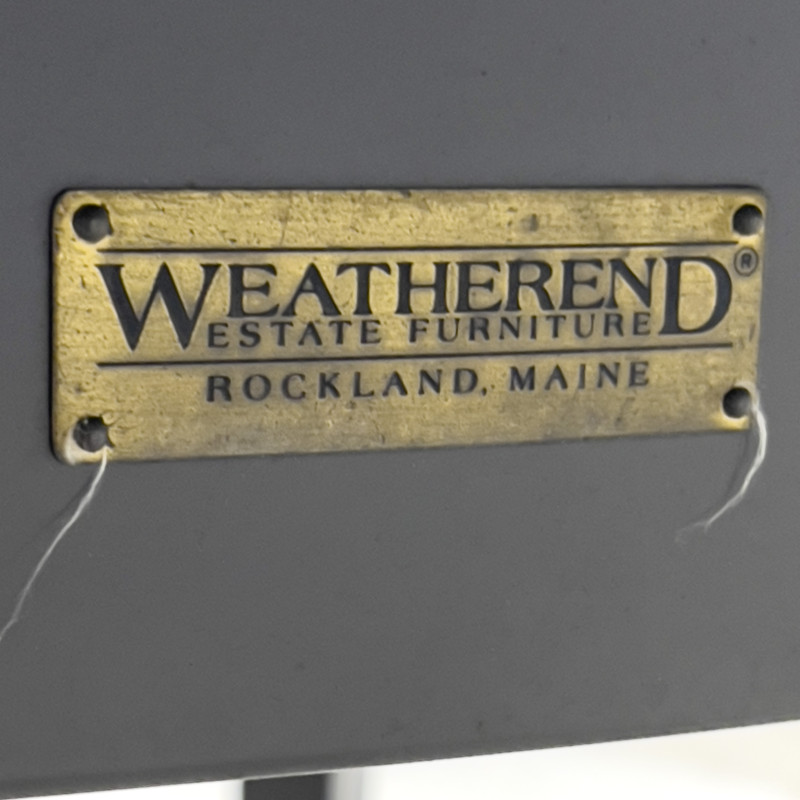 WEATHEREND®
ESTATE FURNITURE
ROCKLAND, MAINE